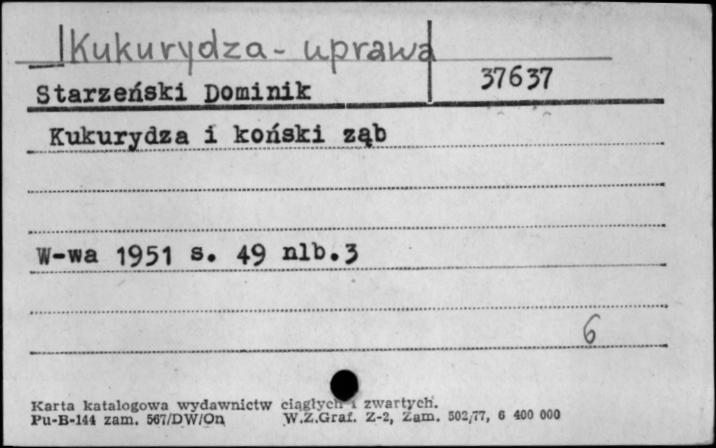 Kukurydza - uprawa
37637
Starzeński Dominik
Kukurydza i koński ząb
W-wa 1951 s. 49 nlb.3
6
Karta katalogowa wydawnictw ciągłych i zwartych.
Pu-B-144 zam. 567/DW/On W.Z.Graf. Z-2, Zam. 502/77, 6 400 000